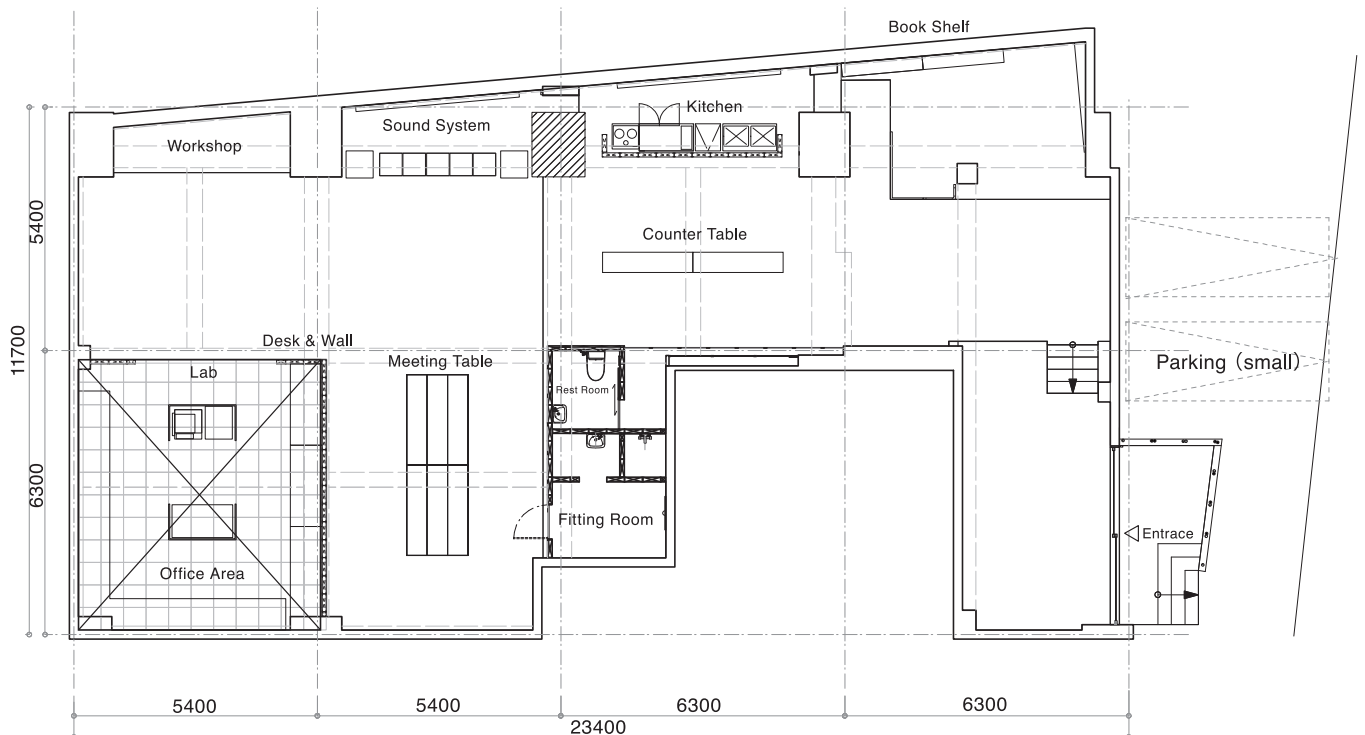 Book Shelf
Kitchen
Sound System
Workshop
5400
Counter Table
11700
Desk & Wall
Meeting Table
Lab
Rest Room
Parking (small)
6300
Fitting Room
Entrace
Office Area
5400
5400
6300
6300
23400